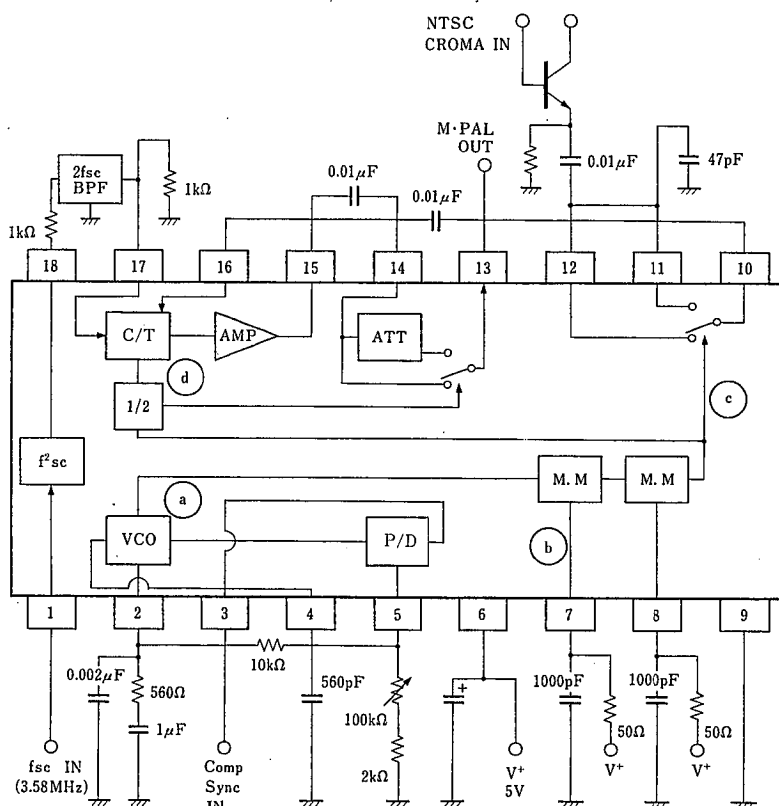 NTSC
CROMA IN
M·PAL
OUT
0.01μF
0.01μF
0.01μF
47pF
2fsc
BPF
1kΩ
1kΩ
18
17
16
15
14
13
12
11
10
C/T
AMP
ATT
d
1/2
c
f²sc
a
M.M
M.M
VCO
P/D
b
1
2
3
4
5
6
7
8
9
10kΩ
0.002μF
560Ω
1μF
560pF
100kΩ
2kΩ
+
1000pF
50Ω
1000pF
50Ω
fsc IN
(3.58MHz)
Comp
Sync
IN
V+
5V
V+
V+